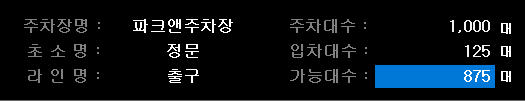 주차장명 : 파크앤주차장 주차대수 : 1,000 대
초 소 명 : 정문 입차대수 : 125 대
라 인 명 : 출구 가능대수 : 875 대